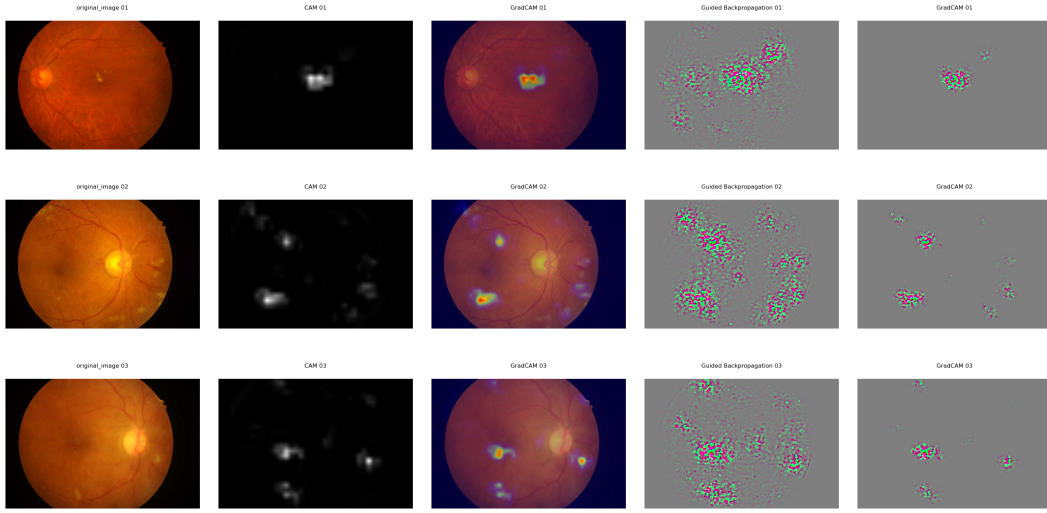 original_image 01 CAM 01 GradCAM 01 Guided Backpropagation 01 GradCAM 01
original_image 02 CAM 02 GradCAM 02 Guided Backpropagation 02 GradCAM 02
original_image 03 CAM 03 GradCAM 03 Guided Backpropagation 03 GradCAM 03